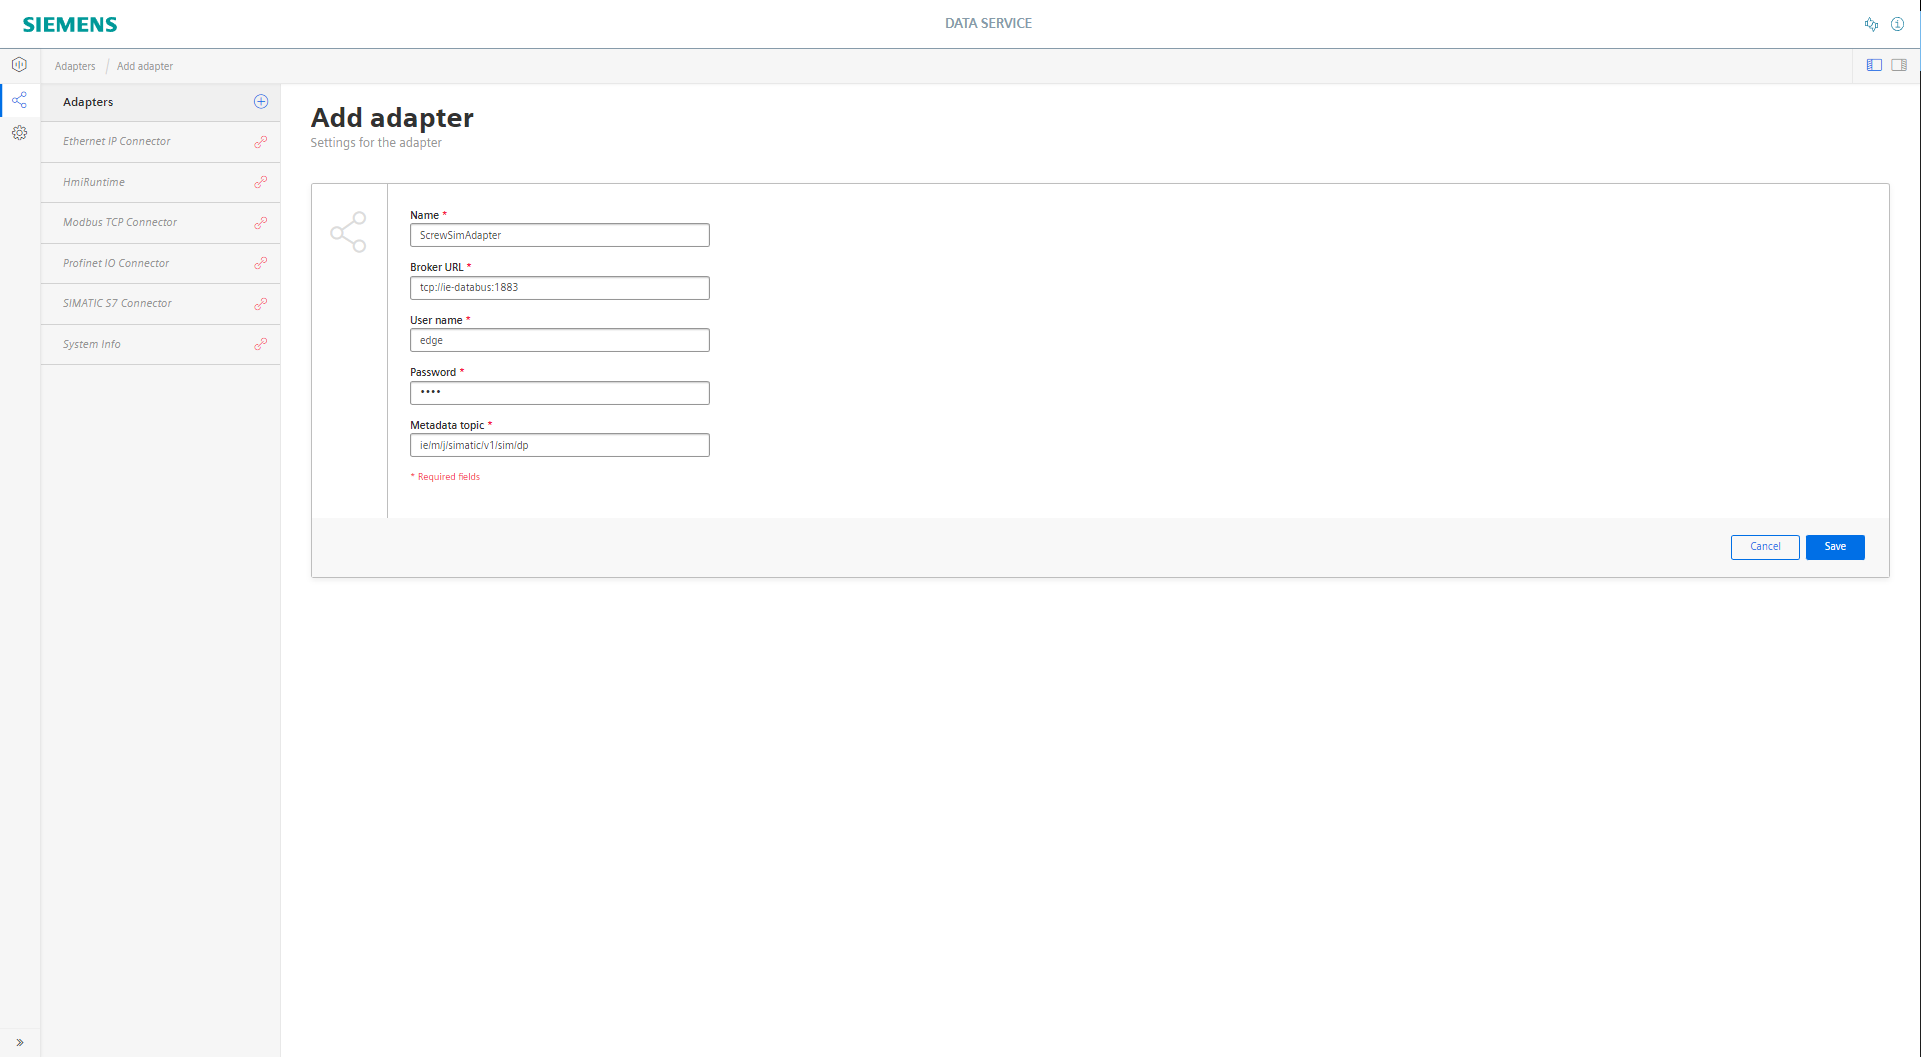 SIEMENS
DATA SERVICE
Adapters / Add adapter
Adapters
Ethernet IP Connector
HmiRuntime
Modbus TCP Connector
Profinet IO Connector
SIMATIC S7 Connector
System Info
Add adapter
Settings for the adapter
Name *
ScrewSimAdapter
Broker URL *
tcp://ie-databus:1883
User name *
edge
Password *
••••
Metadata topic *
ie/m/j/simatic/v1/sim/dp
* Required fields
Cancel
Save